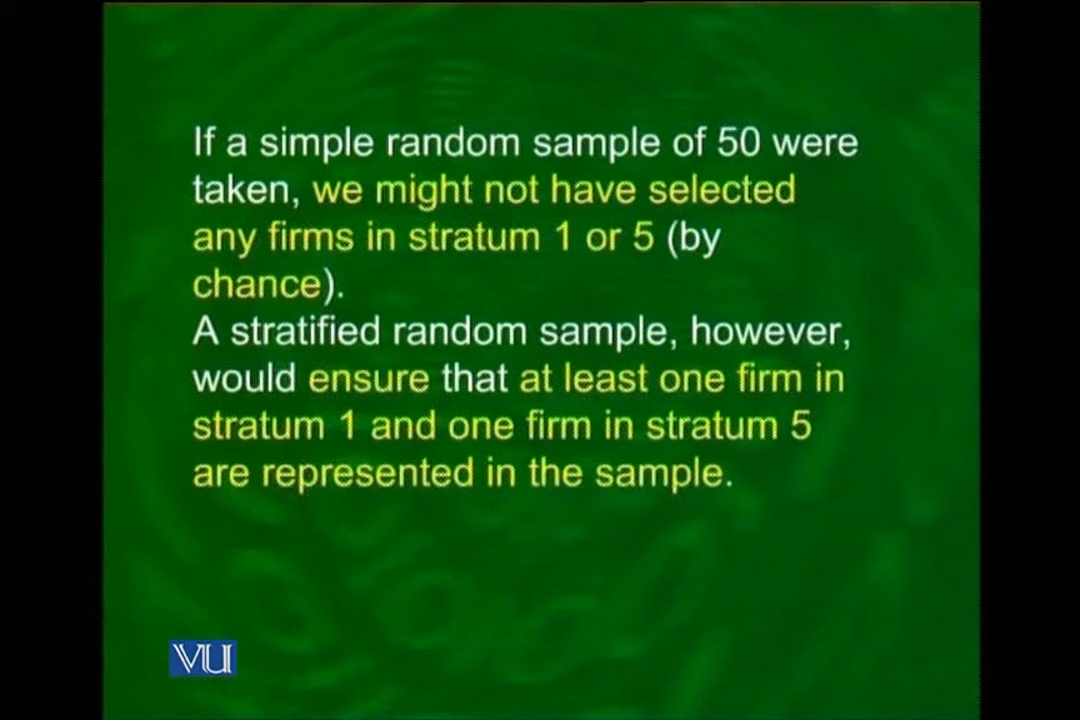 If a simple random sample of 50 were
taken, we might not have selected
any firms in stratum 1 or 5 (by
chance).
A stratified random sample, however,
would ensure that at least one firm in
stratum 1 and one firm in stratum 5
are represented in the sample.
VU